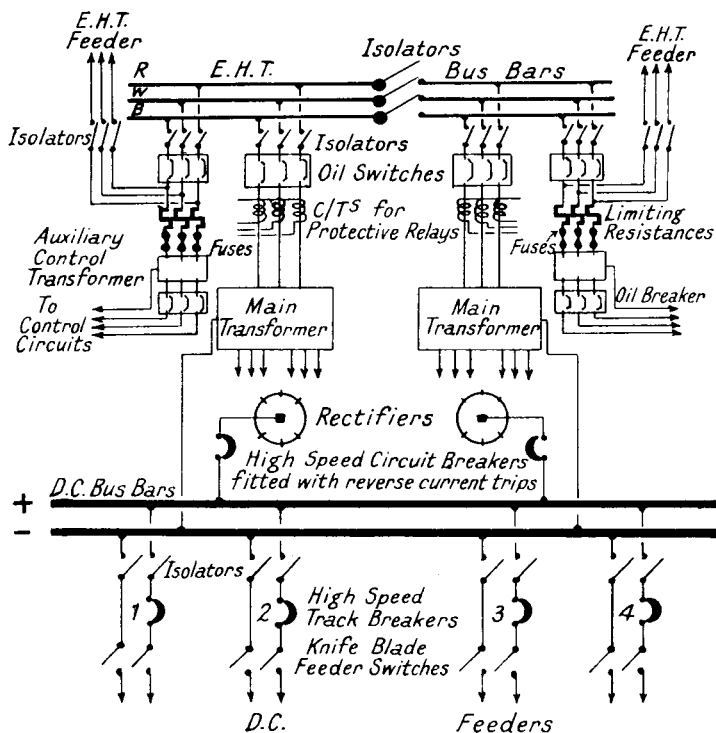 E.H.T.
Feeder
E.H.T.
Feeder
Isolators
R
E.H.T.
Bus Bars
W
B
Isolators
Isolators
Oil Switches
C/Ts for
Protective Relays
Limiting
Resistances
Fuses
Fuses
Auxiliary
Control
Transformer
To
Control
Circuits
Oil Breaker
Main
Transformer
Main
Transformer
Rectifiers
High Speed Circuit Breakers
fitted with reverse current trips
+
D.C. Bus Bars
-
Isolators
1
2
High Speed
Track Breakers
3
4
Knife Blade
Feeder Switches
D.C.
Feeders